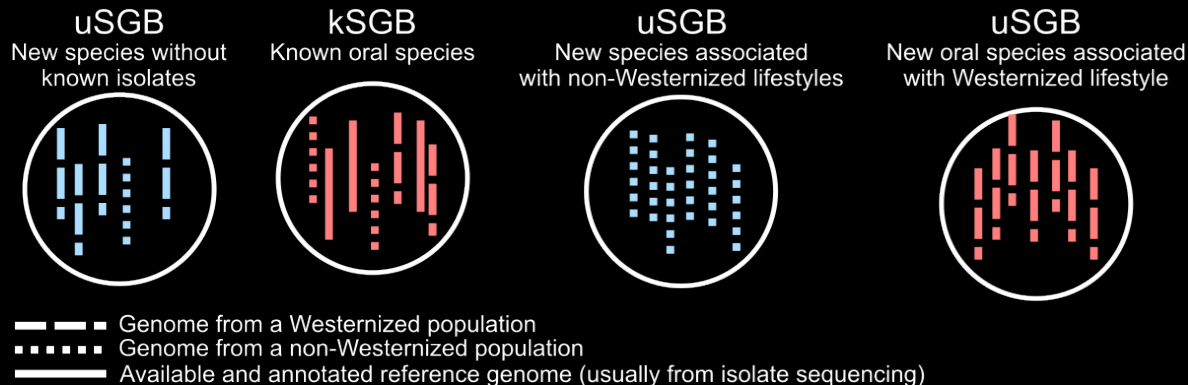 uSGB
New species without
known isolates
kSGB
Known oral species
uSGB
New species associated
with non-Westernized lifestyles
uSGB
New oral species associated
with Westernized lifestyle
Genome from a Westernized population
Genome from a non-Westernized population
Available and annotated reference genome (usually from isolate sequencing)